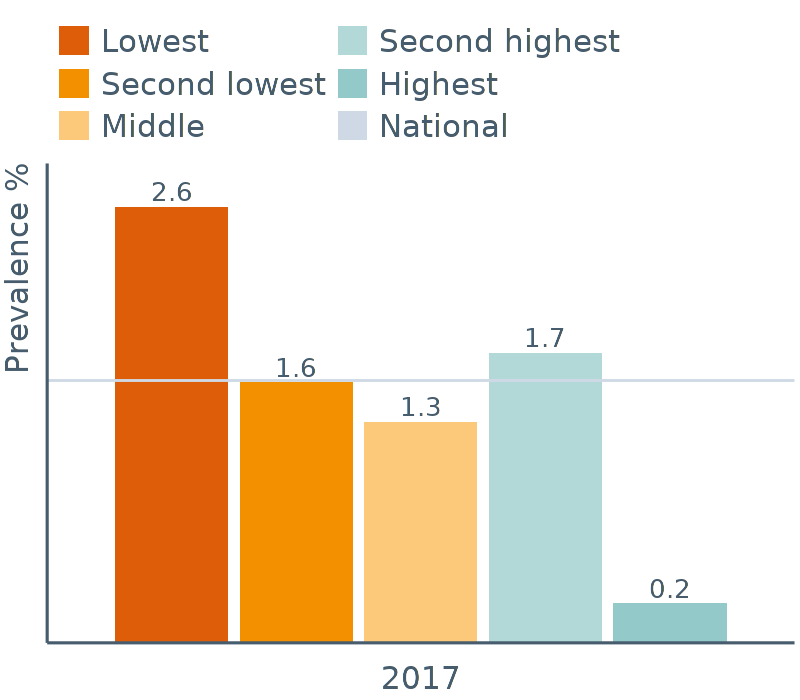 Lowest
Second lowest
Middle
Second highest
Highest
National
Prevalence %
2.6
1.6
1.3
1.7
0.2
2017